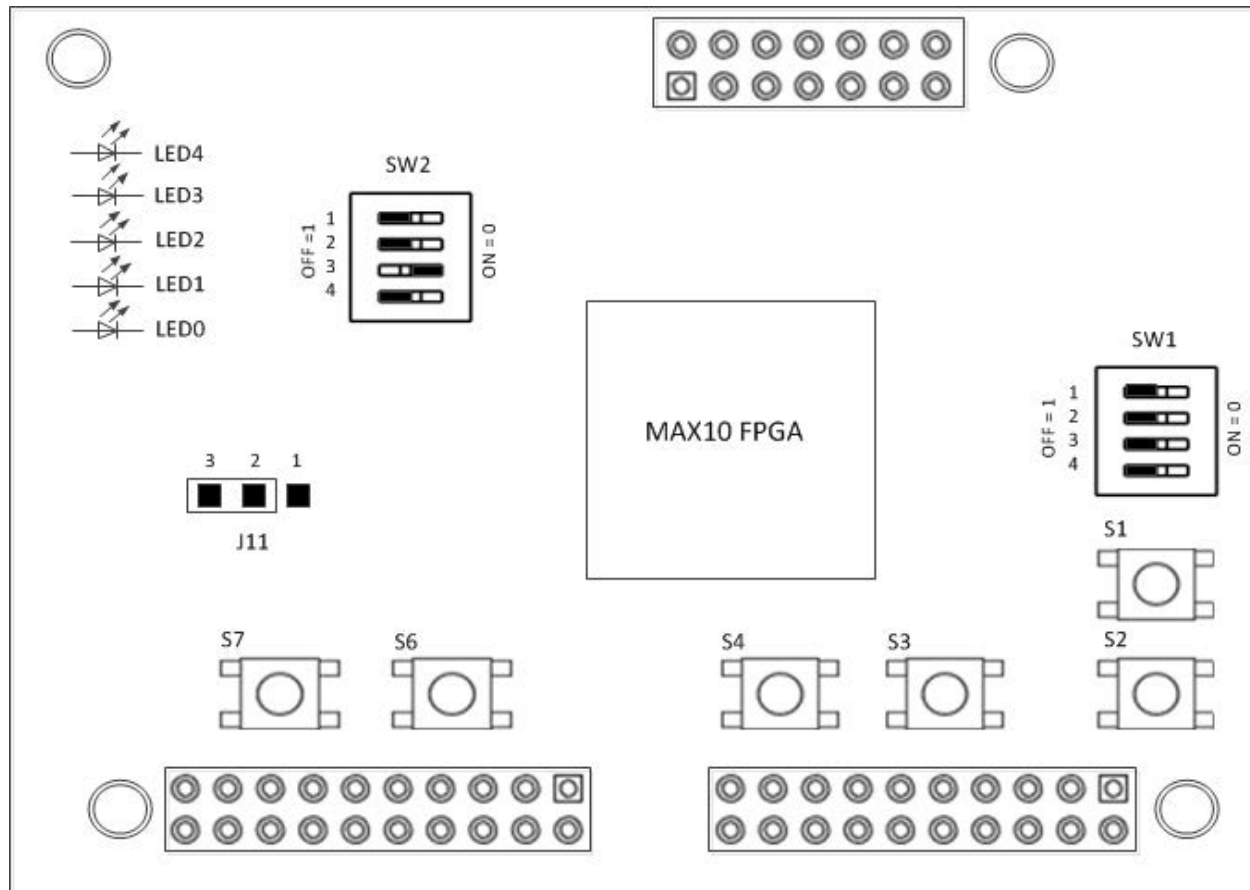 LED4
LED3
LED2
LED1
LED0
SW2
OFF =1
1
2
3
4
ON = 0
MAX10 FPGA
SW1
OFF = 1
1
2
3
4
ON = 0
3 2 1
J11
S1
S7 S6 S4 S3 S2